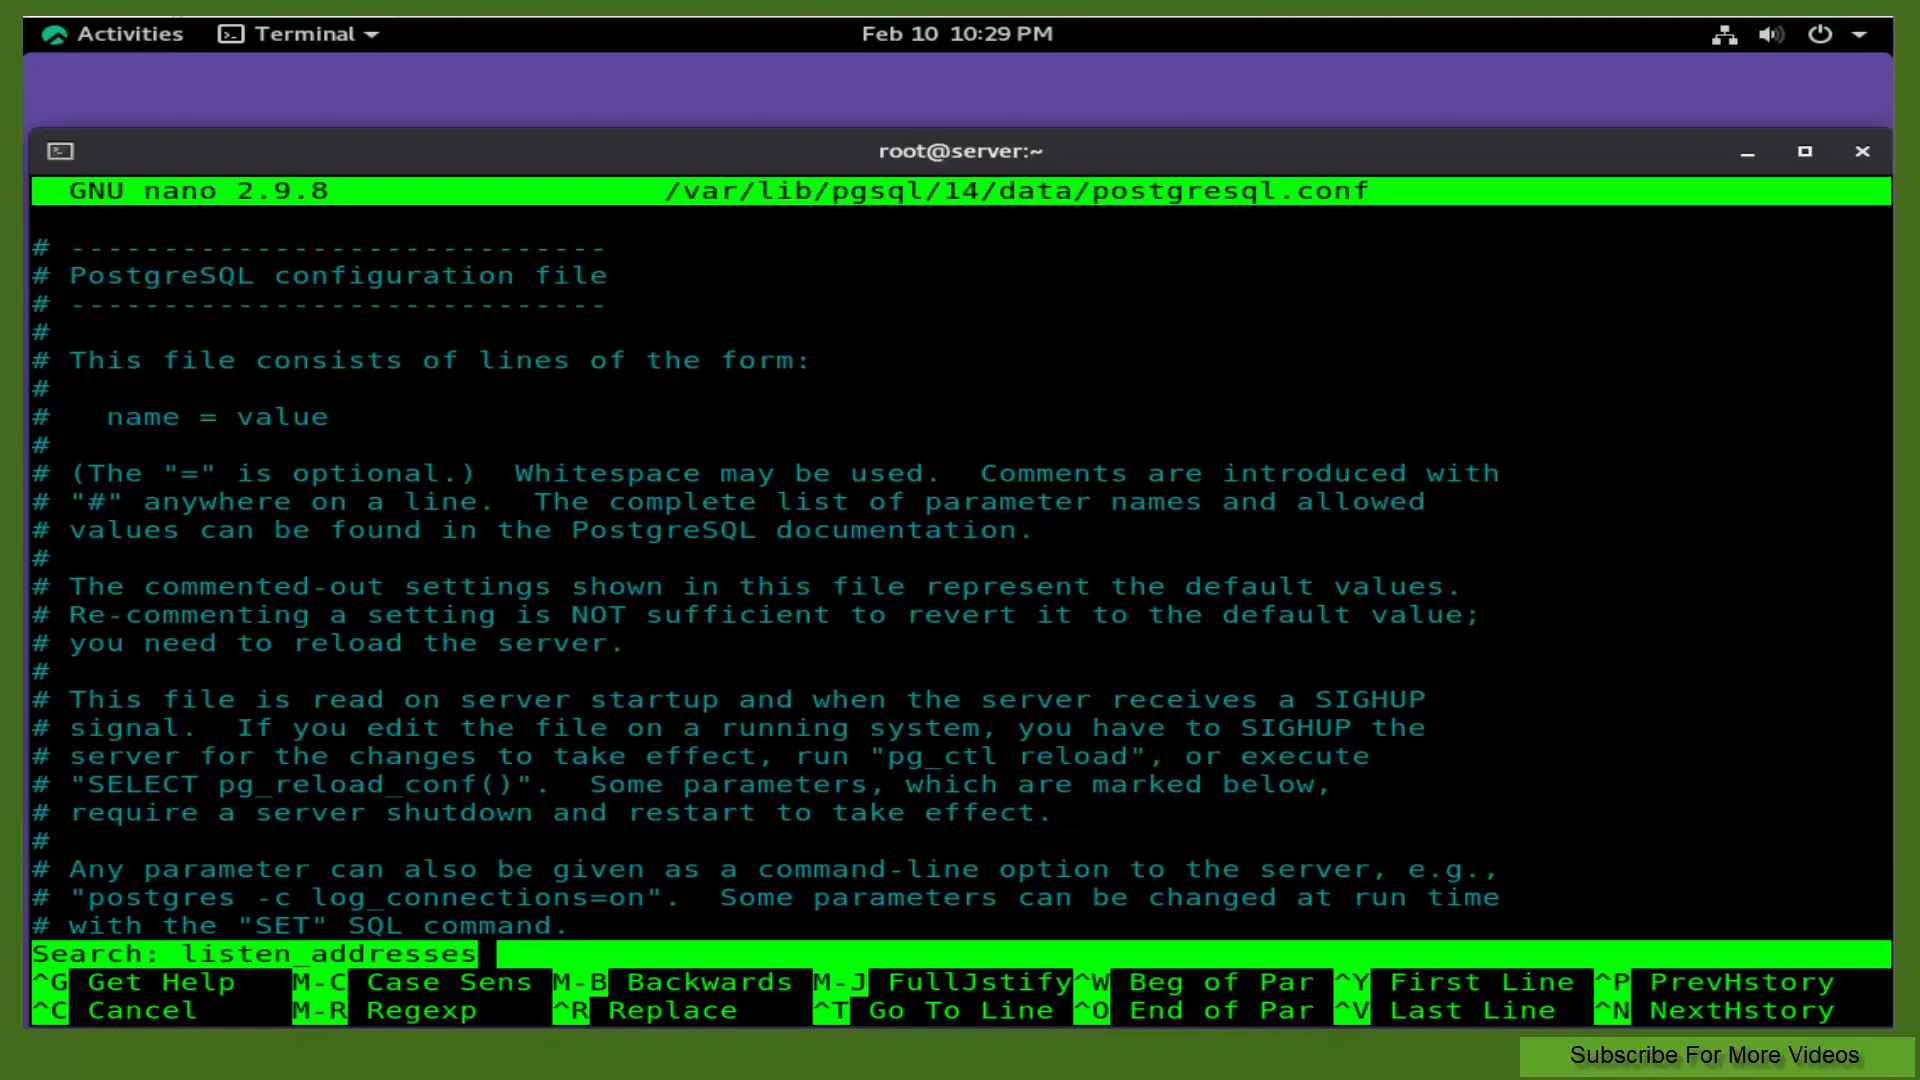 Activities Terminal Feb 10 10:29 PM
root@server:~
GNU nano 2.9.8 /var/lib/pgsql/14/data/postgresql.conf
# -----------------------------
# PostgreSQL configuration file
# -----------------------------
#
# This file consists of lines of the form:
#
#   name = value
#
# (The "=" is optional.)  Whitespace may be used.  Comments are introduced with
# "#" anywhere on a line.  The complete list of parameter names and allowed
# values can be found in the PostgreSQL documentation.
#
# The commented-out settings shown in this file represent the default values.
# Re-commenting a setting is NOT sufficient to revert it to the default value;
# you need to reload the server.
#
# This file is read on server startup and when the server receives a SIGHUP
# signal.  If you edit the file on a running system, you have to SIGHUP the
# server for the changes to take effect, run "pg_ctl reload", or execute
# "SELECT pg_reload_conf()".  Some parameters, which are marked below,
# require a server shutdown and restart to take effect.
#
# Any parameter can also be given as a command-line option to the server, e.g.,
# "postgres -c log_connections=on".  Some parameters can be changed at run time
# with the "SET" SQL command.
Search: listen_addresses
^G Get Help M-C Case Sens M-B Backwards M-J FullJstify ^W Beg of Par ^Y First Line ^P PrevHstory
^C Cancel M-R Regexp ^R Replace ^T Go To Line ^O End of Par ^V Last Line ^N NextHstory
Subscribe For More Videos